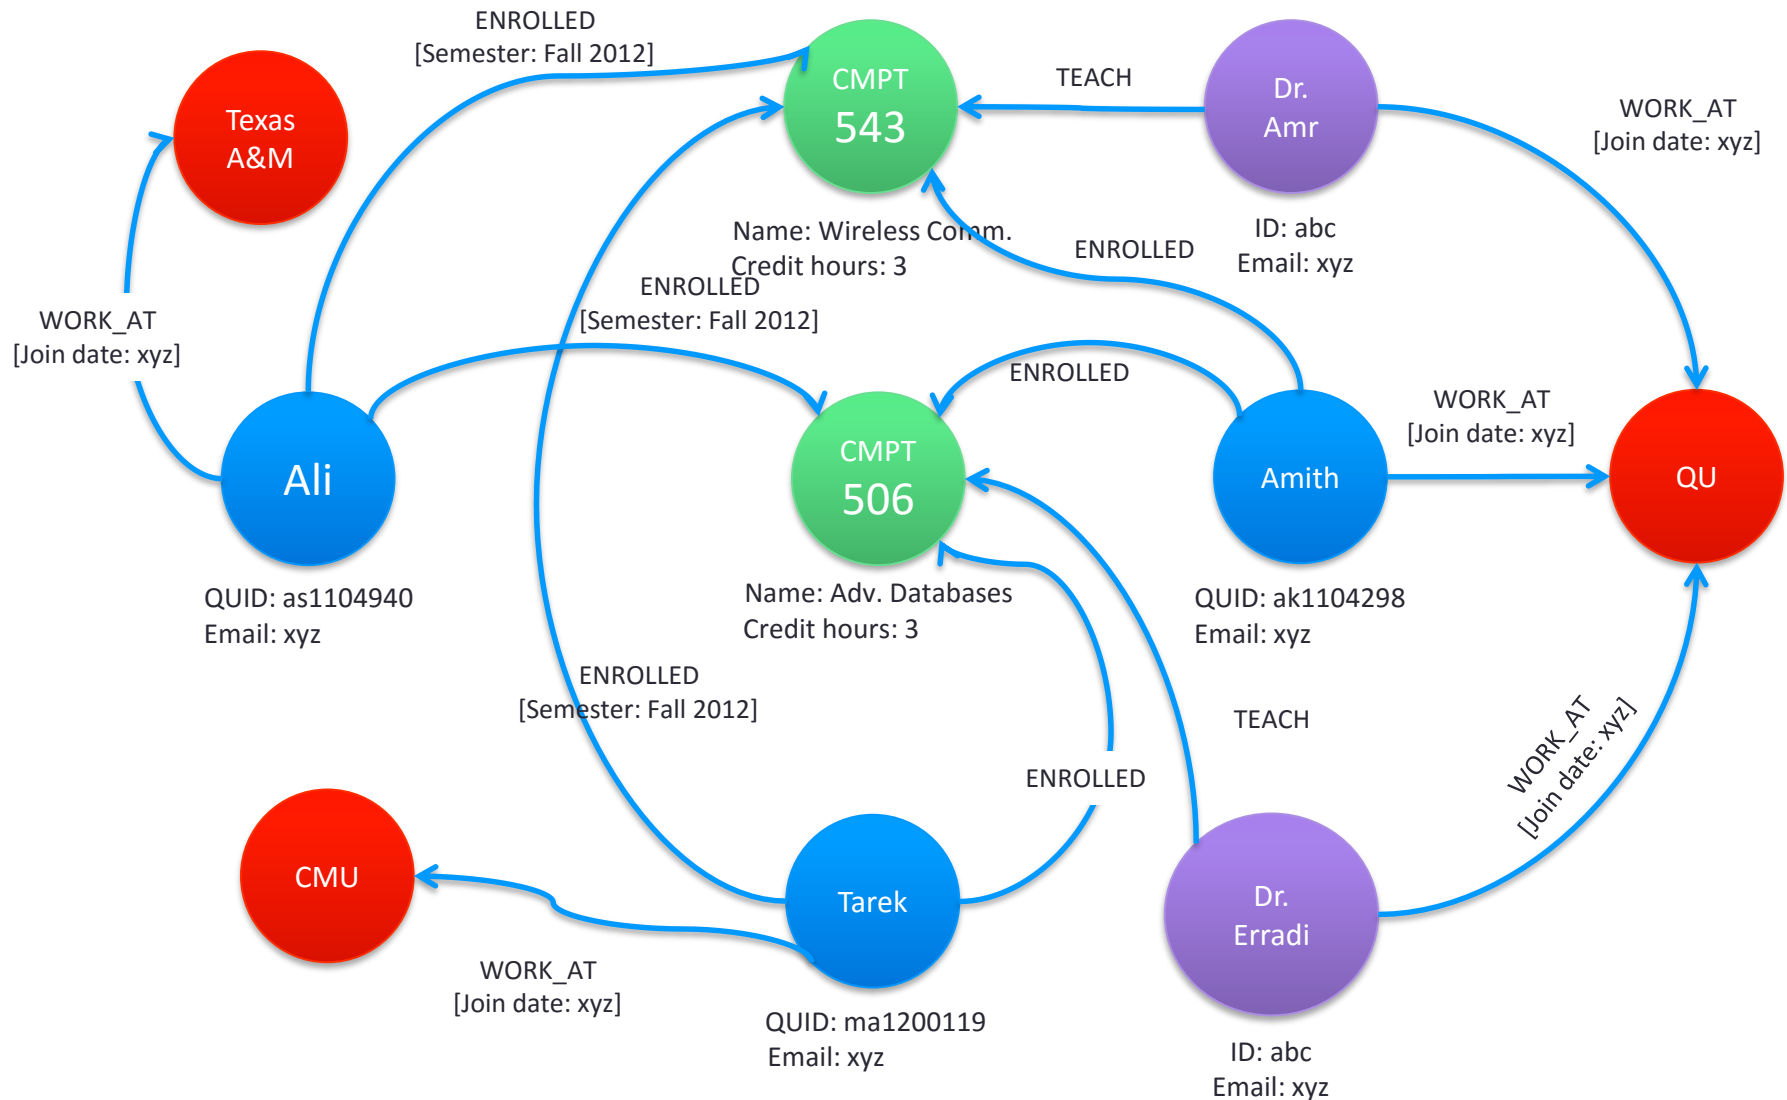 ENROLLED
[Semester: Fall 2012]
CMPT
543
TEACH
Dr.
Amr
WORK_AT
[Join date: xyz]
Texas
A&M
Name: Wireless Comm.
Credit hours: 3
ENROLLED
ID: abc
Email: xyz
ENROLLED
[Semester: Fall 2012]
WORK_AT
[Join date: xyz]
ENROLLED
WORK_AT
[Join date: xyz]
Ali
CMPT
506
Amith
QU
QUID: as1104940
Email: xyz
Name: Adv. Databases
Credit hours: 3
QUID: ak1104298
Email: xyz
ENROLLED
[Semester: Fall 2012]
TEACH
WORK_AT
[Join date: xyz]
ENROLLED
CMU
Tarek
Dr.
Erradi
WORK_AT
[Join date: xyz]
QUID: ma1200119
Email: xyz
ID: abc
Email: xyz